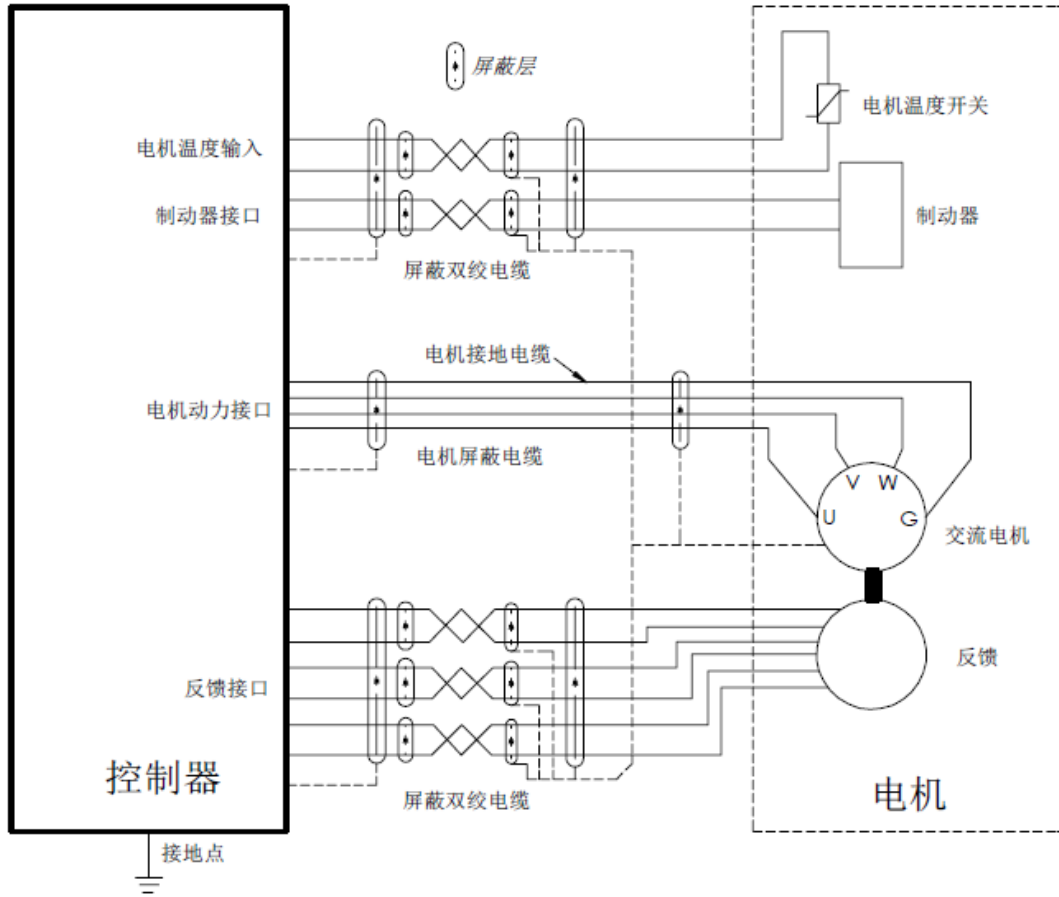 屏蔽层
电机温度开关
电机温度输入
制动器接口
制动器
屏蔽双绞电缆
电机接地电缆
电机动力接口
电机屏蔽电缆
V W
U G
交流电机
反馈
反馈接口
控制器
屏蔽双绞电缆
电机
接地点